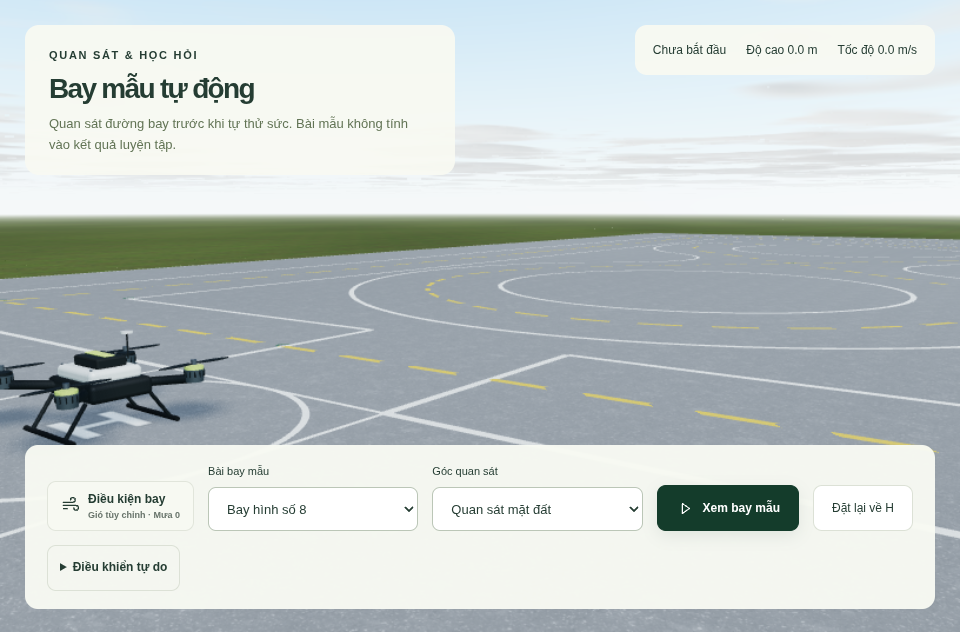 QUAN SÁT & HỌC HỎI
Bay mẫu tự động
Quan sát đường bay trước khi tự thử sức. Bài mẫu không tính
vào kết quả luyện tập.
Chưa bắt đầu Độ cao 0.0 m Tốc độ 0.0 m/s
H
Bài bay mẫu
Góc quan sát
Điều kiện bay
Gió tùy chỉnh · Mưa 0
Bay hình số 8
Quan sát mặt đất
Xem bay mẫu
Đặt lại về H
Điều khiển tự do